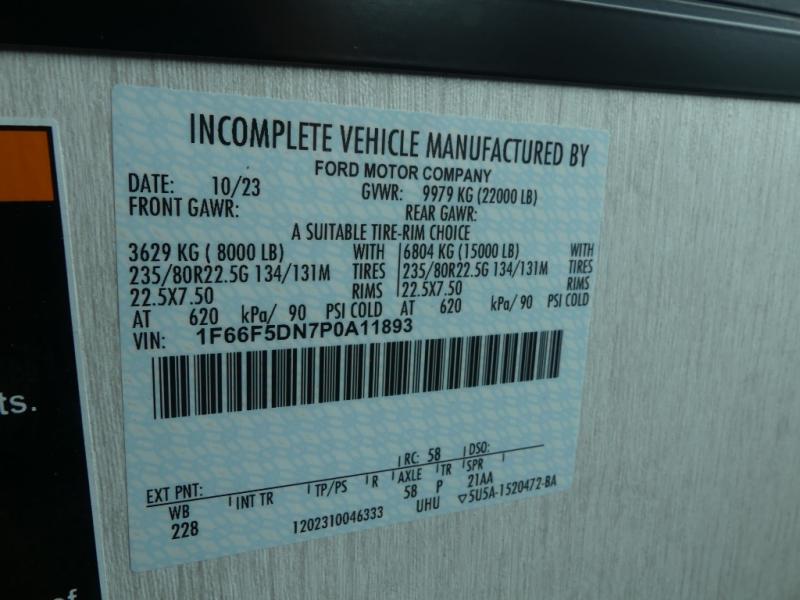 INCOMPLETE VEHICLE MANUFACTURED BY
FORD MOTOR COMPANY
DATE: 10/23 GVWR: 9979 KG (22000 LB)
FRONT GAWR: REAR GAWR:
A SUITABLE TIRE-RIM CHOICE
3629 KG ( 8000 LB) WITH 6804 KG (15000 LB) WITH
235/80R22.5G 134/131M TIRES 235/80R22.5G 134/131M TIRES
22.5X7.50 RIMS 22.5X7.50 RIMS
AT 620 kPa/ 90 PSI COLD AT 620 kPa/ 90 PSI COLD
VIN: 1F66F5DN7P0A11893
RC: 58 DSO:
EXT PNT: INT TR TP/PS R AXLE TR SPR
WB 58 P 21AA
228 1202310046333 UHU 5U5A-1520472-BA
ts.
of